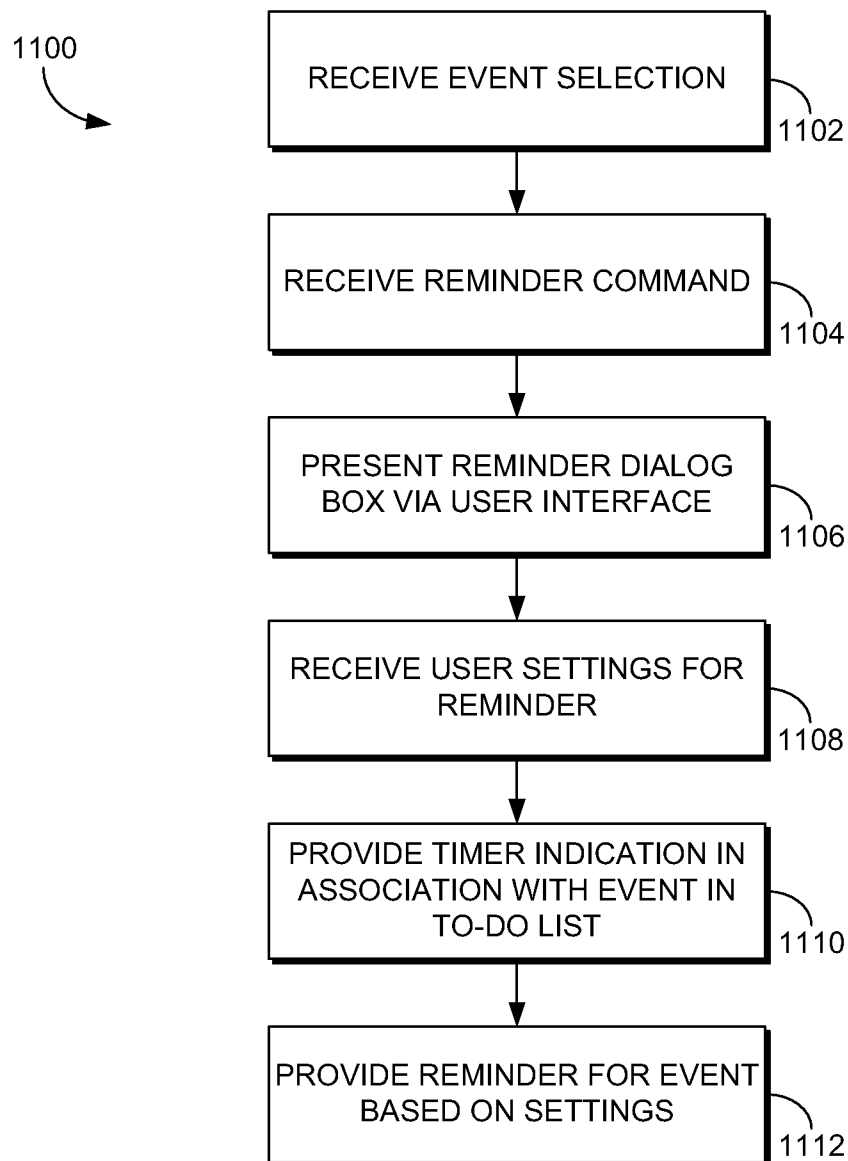 1100
RECEIVE EVENT SELECTION
1102
RECEIVE REMINDER COMMAND
1104
PRESENT REMINDER DIALOG
BOX VIA USER INTERFACE
1106
RECEIVE USER SETTINGS FOR
REMINDER
1108
PROVIDE TIMER INDICATION IN
ASSOCIATION WITH EVENT IN
TO-DO LIST
1110
PROVIDE REMINDER FOR EVENT
BASED ON SETTINGS
1112